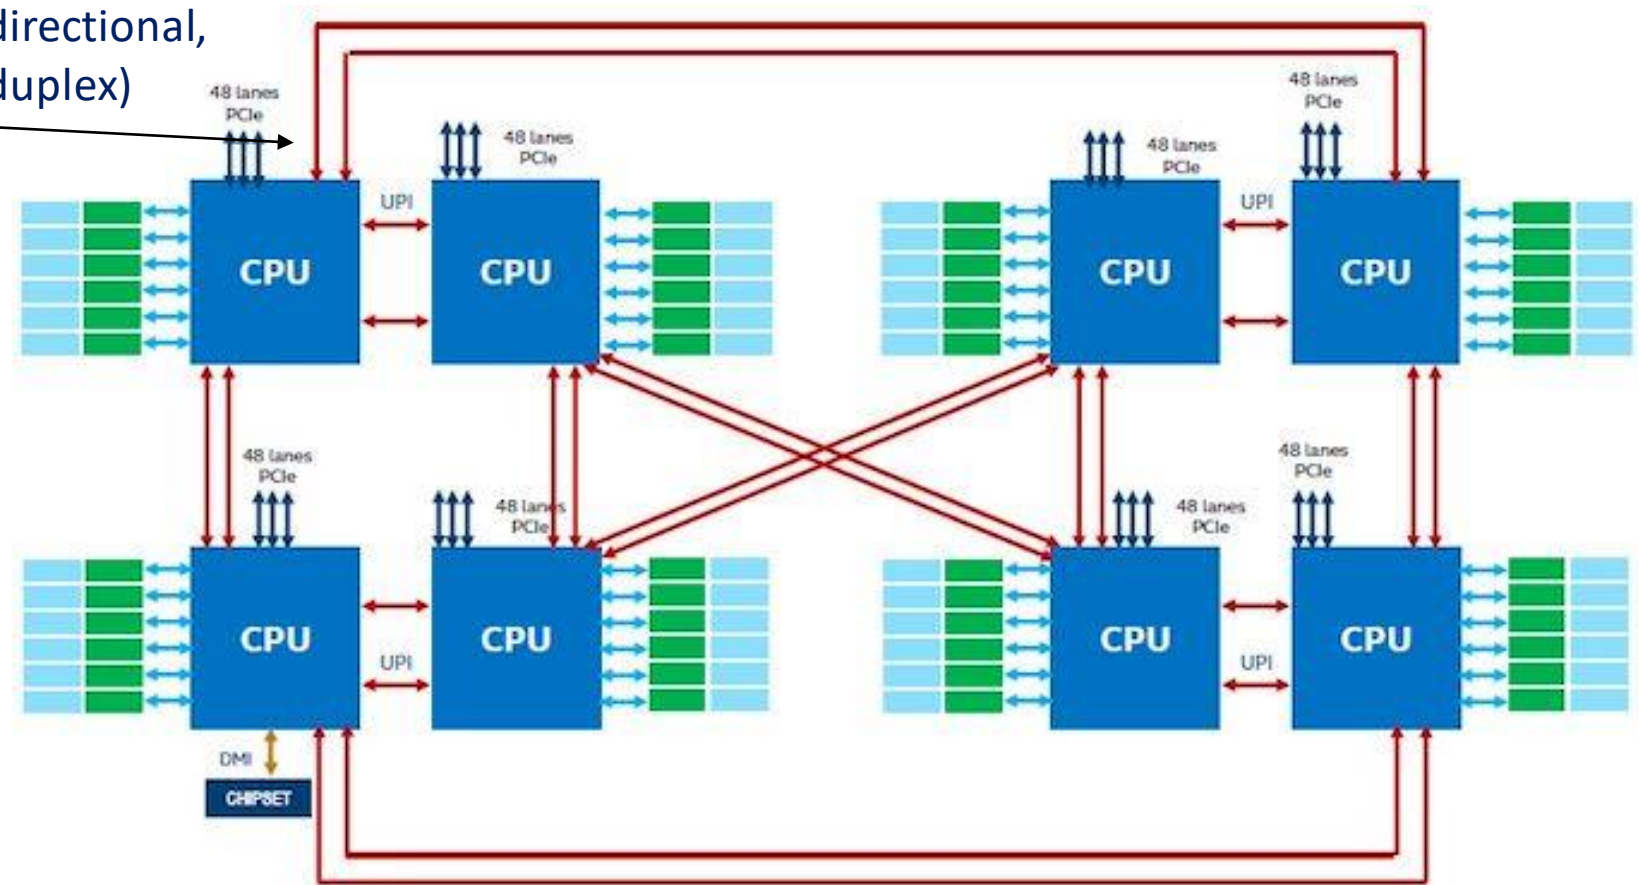 directional,
duplex)
48 lanes
PCIe
48 lanes
PCIe
48 lanes
PCIe
48 lanes
PCIe
UPI
UPI
CPU
CPU
CPU
CPU
48 lanes
PCIe
48 lanes
PCIe
48 lanes
PCIe
48 lanes
PCIe
CPU
CPU
CPU
CPU
UPI
UPI
DMI
CHIPSET